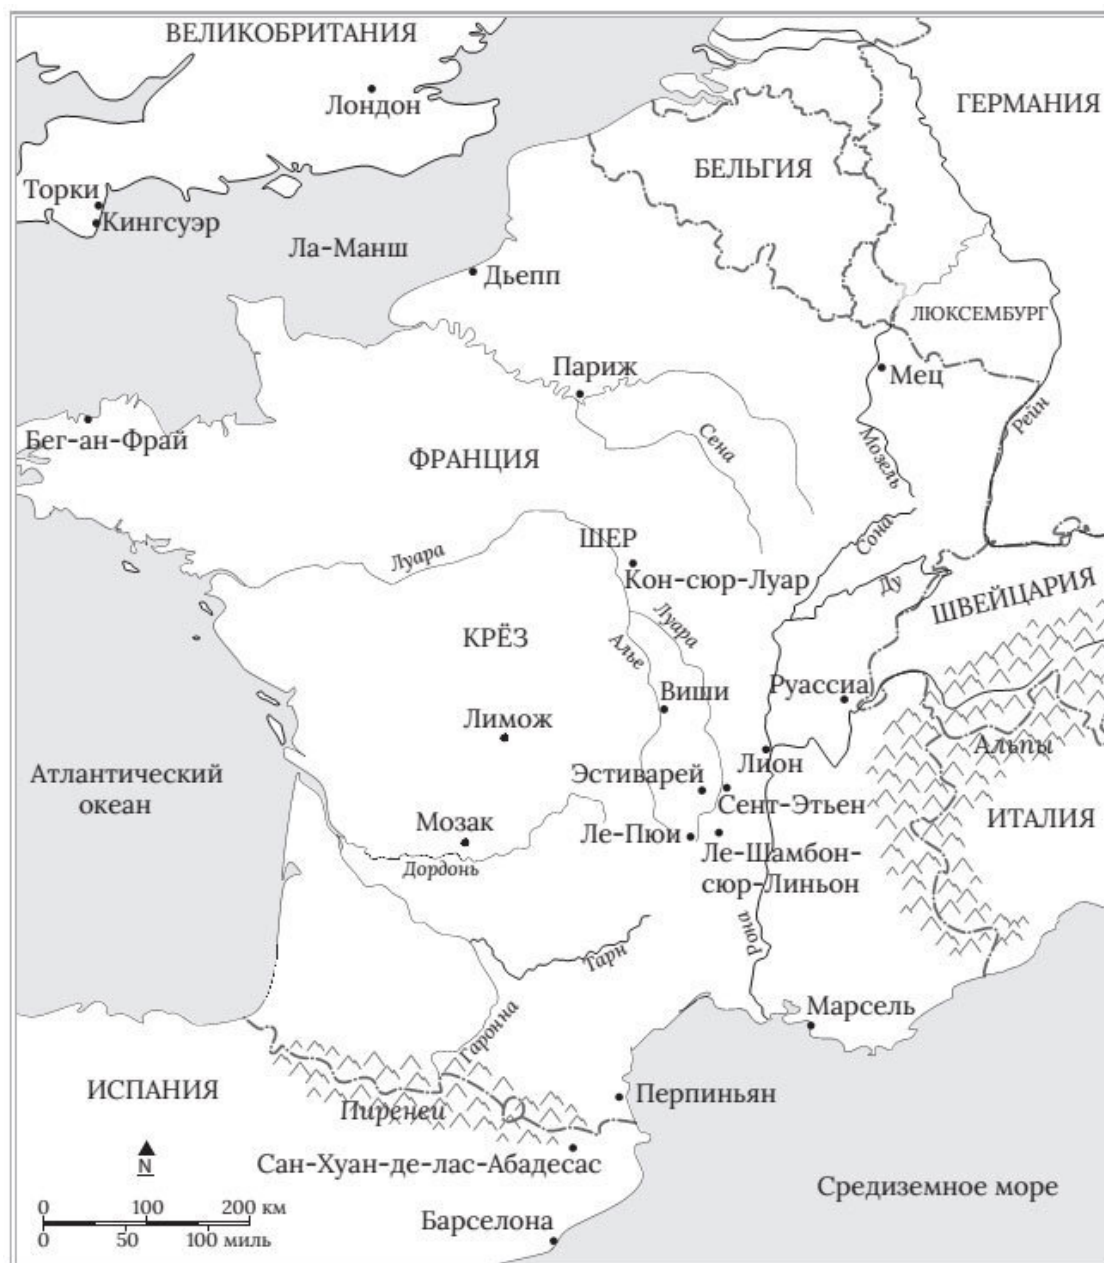 ВЕЛИКОБРИТАНИЯ
Лондон
ГЕРМАНИЯ
БЕЛЬГИЯ
Торки
Кингсуэр
Ла-Манш
Дьепп
ЛЮКСЕМБУРГ
Париж
Мец
Рейн
Бег-ан-Фрай
ФРАНЦИЯ
Сена
Мозель
Сона
ШЕР
Луара
Кон-сюр-Луар
Ду
ШВЕЙЦАРИЯ
КРЁЗ
Луара
Алье
Виши
Руассиа
Лимож
Альпы
Атлантический
океан
Лион
Эстиварей
Сент-Этьен
ИТАЛИЯ
Мозак
Ле-Пюи
Ле-Шамбон-
сюр-Линьон
Дордонь
Рона
Тарн
Марсель
Гаронна
ИСПАНИЯ
Пиренеи
Перпиньян
N
Сан-Хуан-де-лас-Абадесас
Средиземное море
0 100 200 км
0 50 100 миль
Барселона